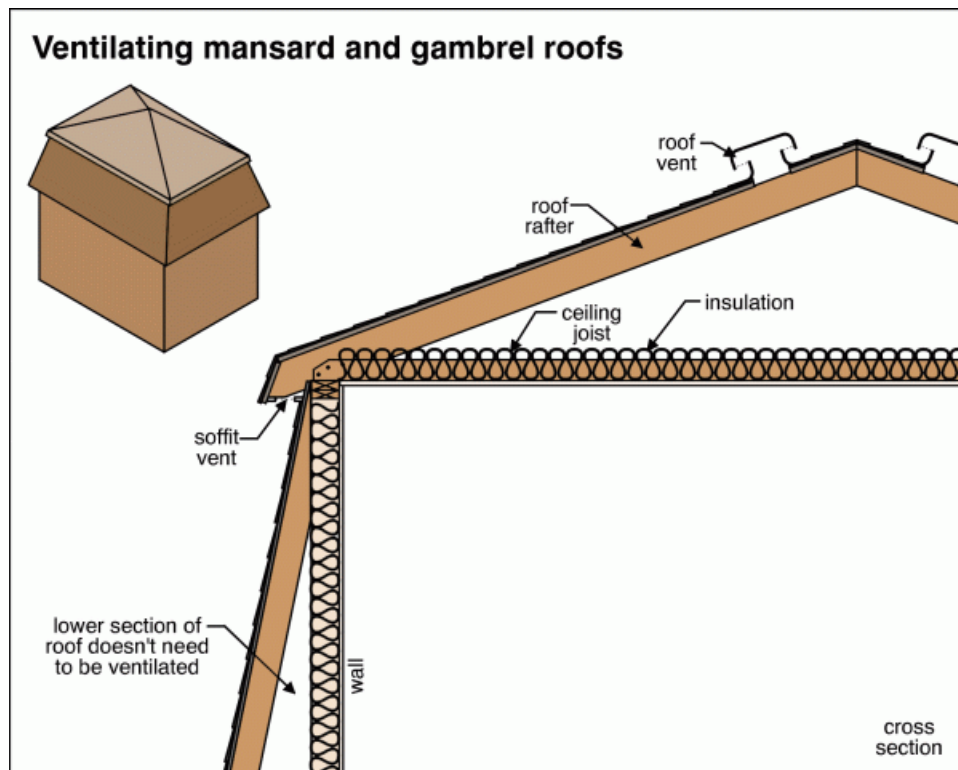 Ventilating mansard and gambrel roofs
roof
vent
roof
rafter
ceiling
joist
insulation
soffit
vent
lower section of
roof doesn't need
to be ventilated
wall
cross
section